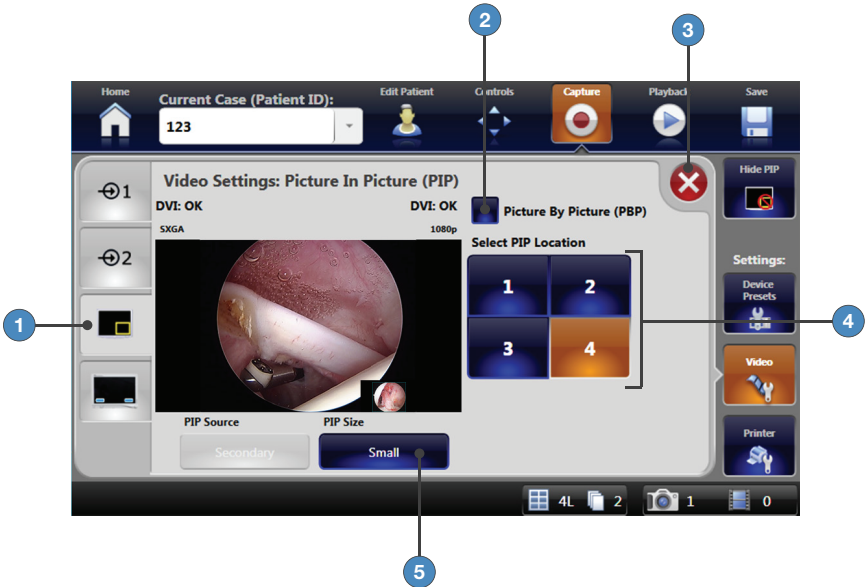 2
3
Home
Current Case (Patient ID):
Edit Patient
Controls
Capture
Playback
Save
123
1
Video Settings: Picture In Picture (PIP)
Hide PIP
DVI: OK
DVI: OK
Picture By Picture (PBP)
SXGA
1080p
Select PIP Location
2
Settings:
1
2
Device
Presets
1
4
3
4
Video
PIP Source
PIP Size
Secondary
Small
Printer
4L
2
1
0
5